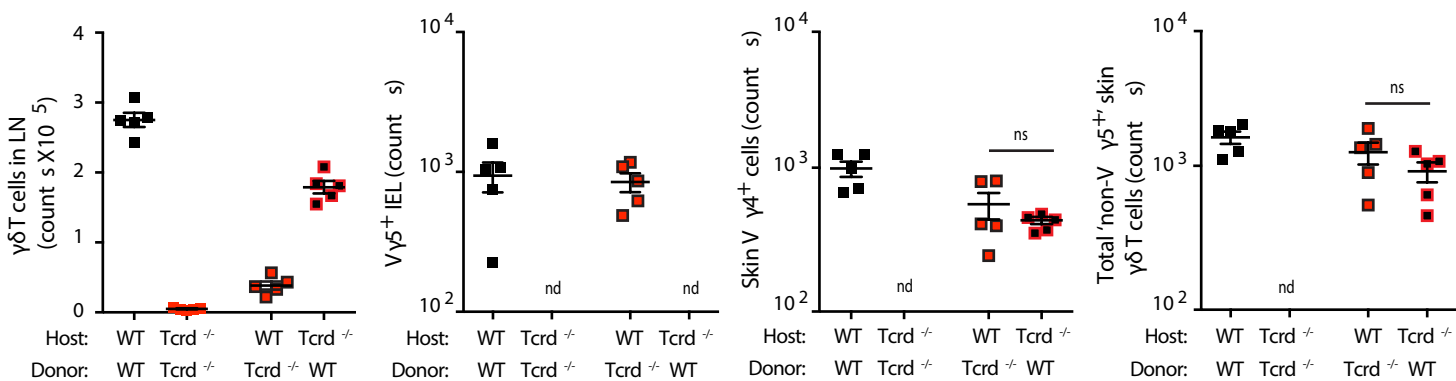 γδT cells in LN
(count s X10 5)
3
2
1
0
Host: WT Tcrd -/- WT Tcrd -/-
Donor: WT Tcrd -/- Tcrd -/- WT
V γ5+ IEL (count s)
10 4
10 3
10 2
nd
nd
Host: WT Tcrd -/- WT Tcrd -/-
Donor: WT Tcrd -/- Tcrd -/- WT
Skin V γ4+ cells (count s)
10 4
10 3
10 2
nd
ns
Host: WT Tcrd -/- WT Tcrd -/-
Donor: WT Tcrd -/- Tcrd -/- WT
Total ‘non-V γ5+’ skin
γδT cells (count s)
10 4
10 3
10 2
nd
ns
Host: WT Tcrd -/- WT Tcrd -/-
Donor: WT Tcrd -/- Tcrd -/- WT